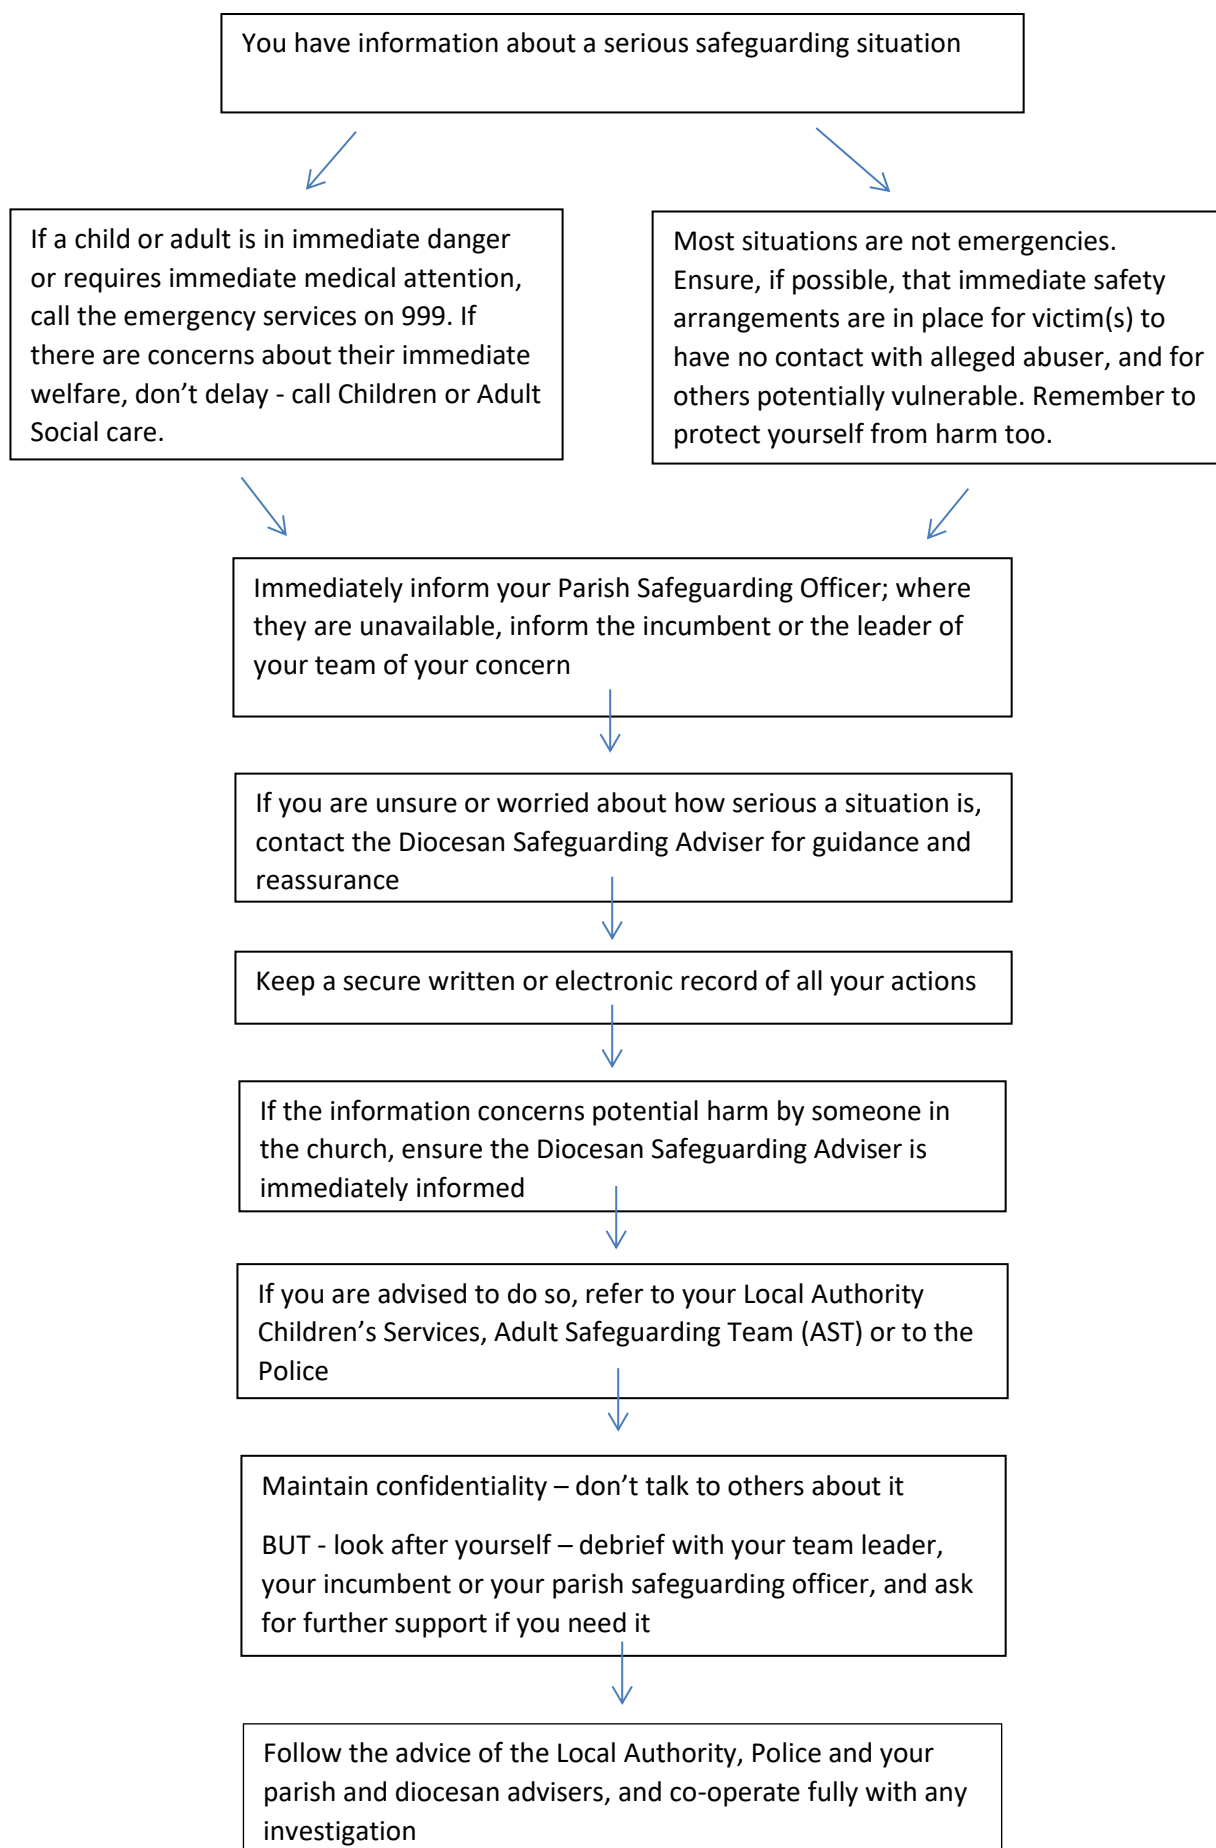 You have information about a serious safeguarding situation
If a child or adult is in immediate danger
or requires immediate medical attention,
call the emergency services on 999. If
there are concerns about their immediate
welfare, don’t delay - call Children or Adult
Social care.
Most situations are not emergencies.
Ensure, if possible, that immediate safety
arrangements are in place for victim(s) to
have no contact with alleged abuser, and for
others potentially vulnerable. Remember to
protect yourself from harm too.
Immediately inform your Parish Safeguarding Officer; where
they are unavailable, inform the incumbent or the leader of
your team of your concern
If you are unsure or worried about how serious a situation is,
contact the Diocesan Safeguarding Adviser for guidance and
reassurance
Keep a secure written or electronic record of all your actions
If the information concerns potential harm by someone in
the church, ensure the Diocesan Safeguarding Adviser is
immediately informed
If you are advised to do so, refer to your Local Authority
Children’s Services, Adult Safeguarding Team (AST) or to the
Police
Maintain confidentiality – don’t talk to others about it
BUT - look after yourself – debrief with your team leader,
your incumbent or your parish safeguarding officer, and ask
for further support if you need it
Follow the advice of the Local Authority, Police and your
parish and diocesan advisers, and co-operate fully with any
investigation